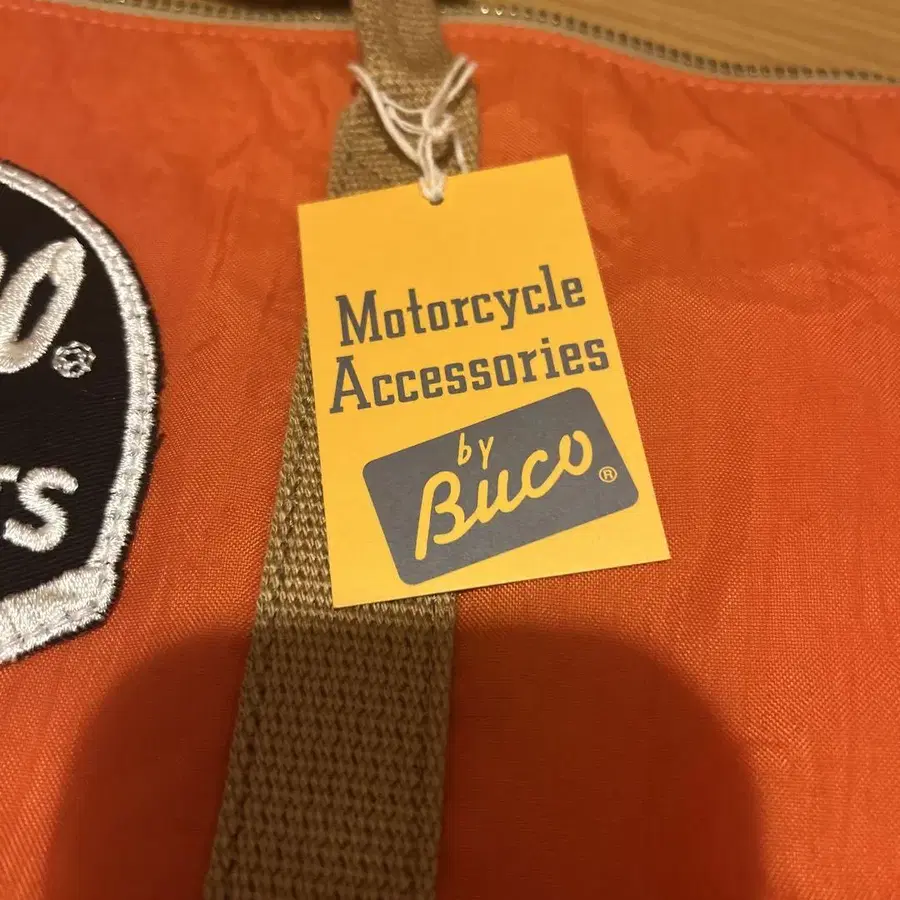 Motorcycle
Accessories
by
Buco®